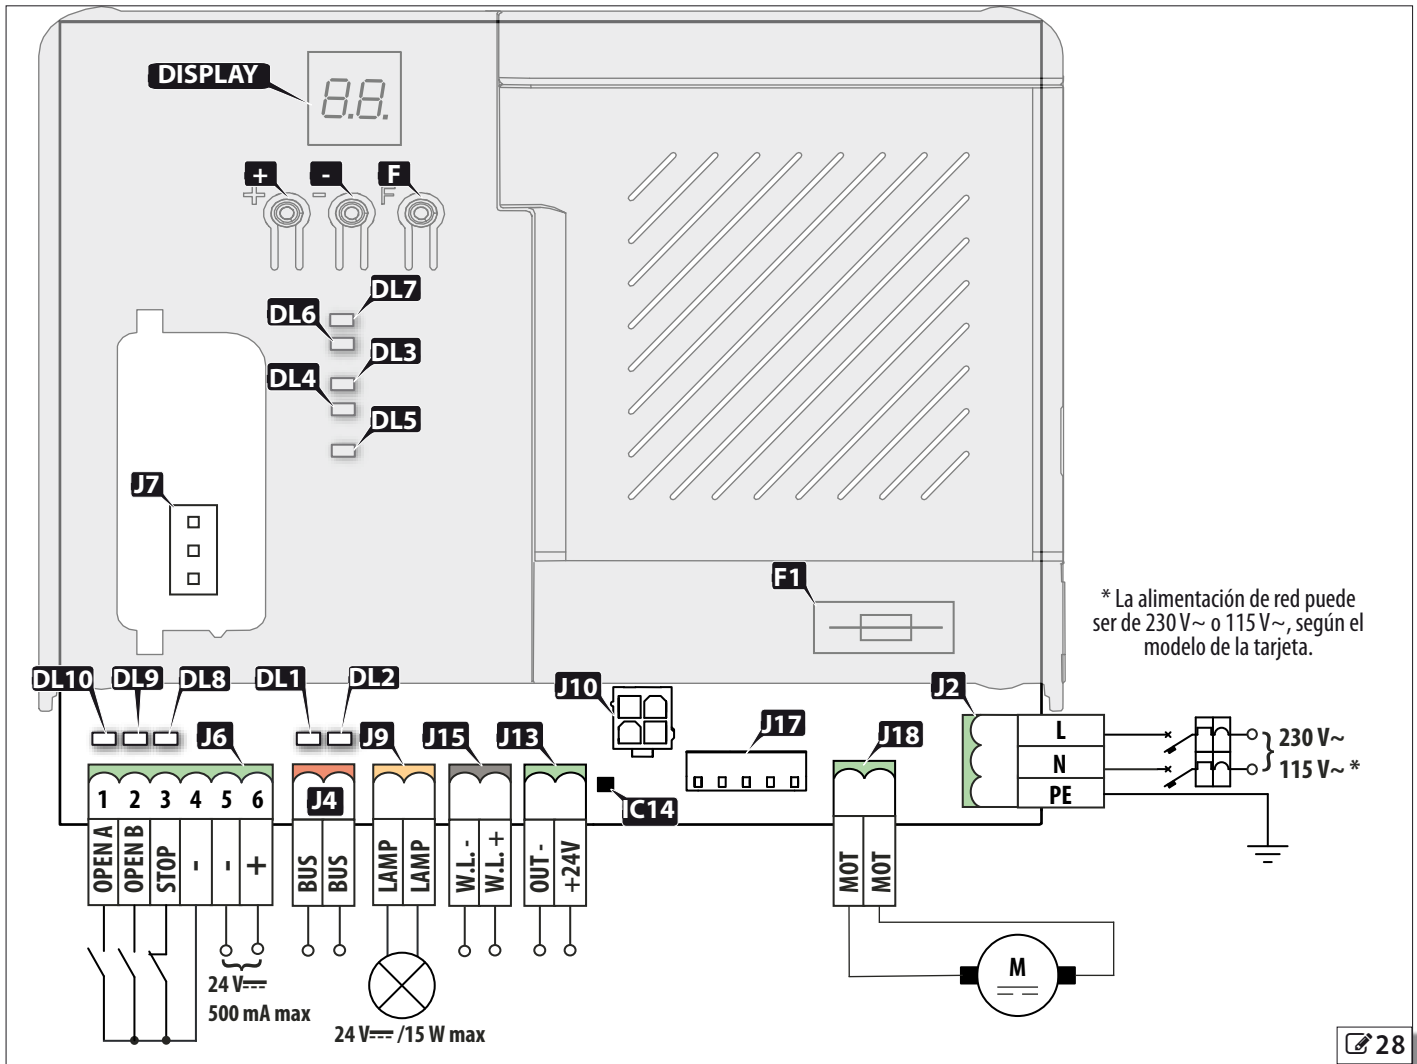 DISPLAY
8.8.
+ - F
+ - F
DL7
DL6
DL3
DL4
DL5
J7
F1
* La alimentación de red puede
ser de 230 V~ o 115 V~, según el
modelo de la tarjeta.
DL10 DL9 DL8 DL1 DL2 J10 J2
J6 J9 J15 J13 J17 J18
L
N
PE
230 V~
115 V~ *
1 2 3 4 5 6
J4
IC14
OPEN A
OPEN B
STOP
-
-
+
BUS
BUS
LAMP
LAMP
W.L. -
W.L. +
OUT -
+24V
MOT
MOT
M
24 V⎓
500 mA max
24 V⎓ /15 W max
28